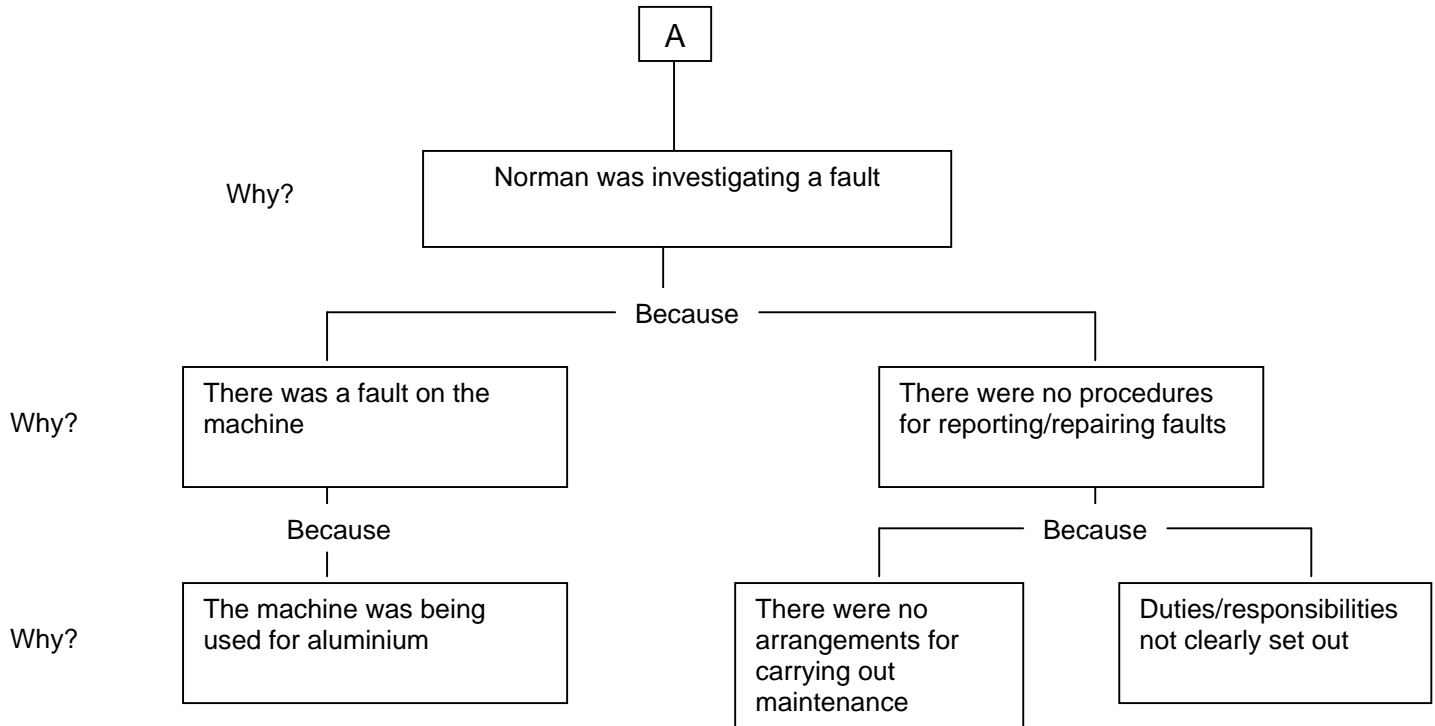 A
Why?
Norman was investigating a fault
Because
Why?
There was a fault on the
machine
There were no procedures
for reporting/repairing faults
Because
Because
Why?
The machine was being
used for aluminium
There were no
arrangements for
carrying out
maintenance
Duties/responsibilities
not clearly set out